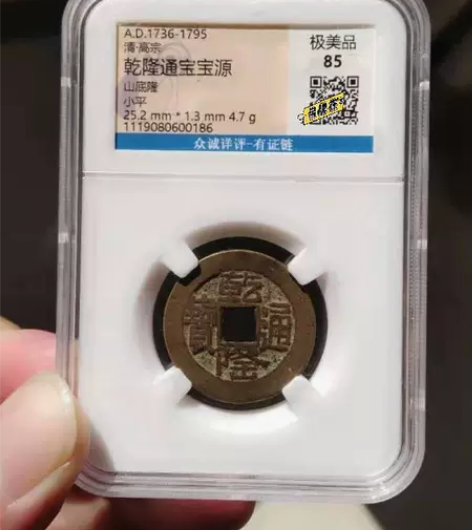 A.D.1736-1795
清·高宗
乾隆通宝宝源
山底隆
小平
25.2 mm * 1.3 mm 4.7 g
1119080600186
极美品
85
众诚详评-有证链
乾
隆
通
寳